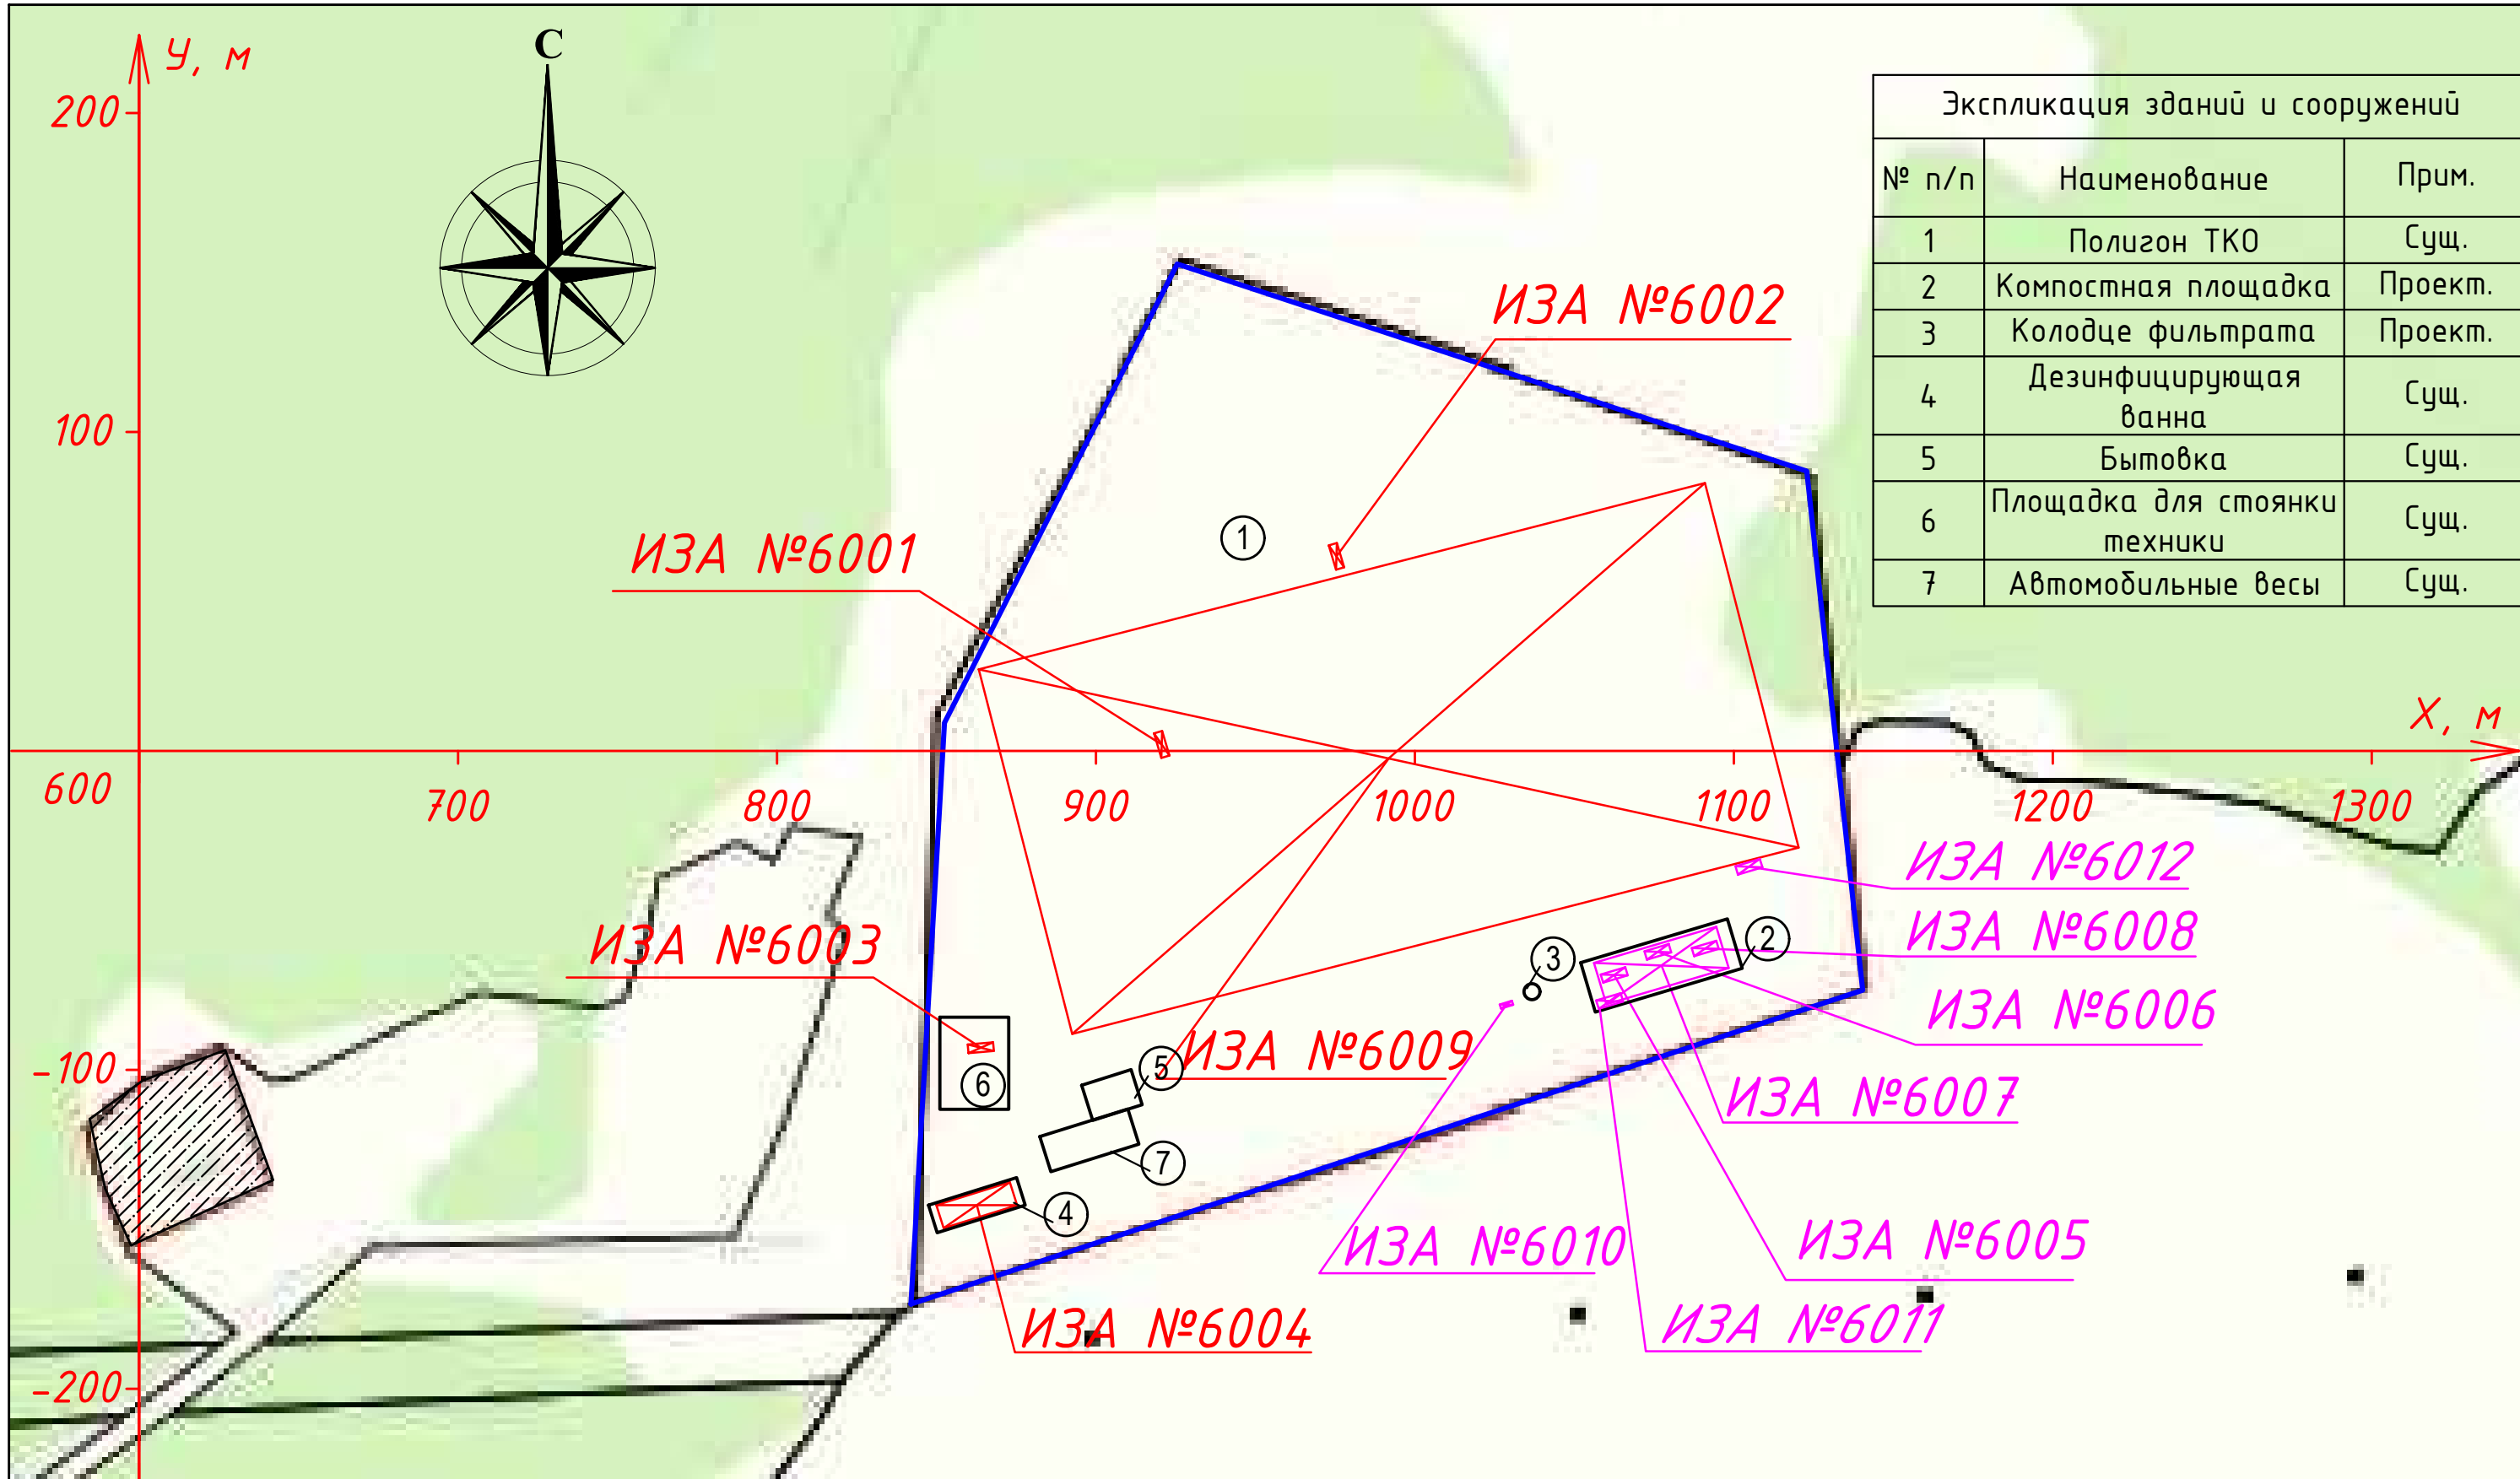 У, м
С
200
100
600
-100
-200
700
800
900
1000
1100
1200
1300
Х, м
Экспликация зданий и сооружений
№ п/п Наименование Прим.
1 Полигон ТКО Сущ.
2 Компостная площадка Проект.
3 Колодце фильтрата Проект.
4 Дезинфицирующая
ванна Сущ.
5 Бытовка Сущ.
6 Площадка для стоянки
техники Сущ.
7 Автомобильные весы Сущ.
ИЗА №6002
1
ИЗА №6001
ИЗА №6012
ИЗА №6003
3
2
ИЗА №6008
ИЗА №6006
6
5
ИЗА №6009
ИЗА №6007
7
4
ИЗА №6010
ИЗА №6005
ИЗА №6004
ИЗА №6011